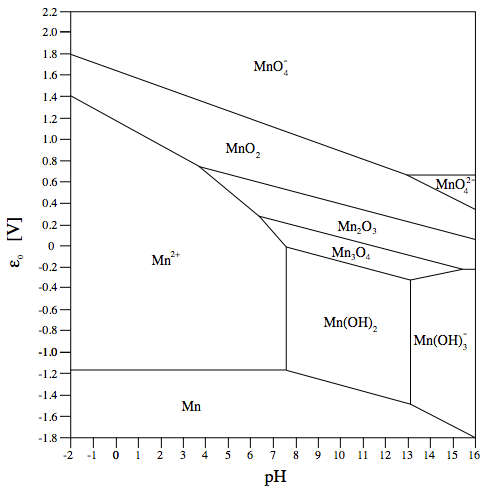 2.2
2.0
1.8
1.6
1.4
1.2
1.0
0.8
0.6
0.4
0.2
0
-0.2
-0.4
-0.6
-0.8
-1.0
-1.2
-1.4
-1.6
-1.8
ε₀ [V]
MnO₄⁻
MnO₂
MnO₄²⁻
Mn₂O₃
Mn₃O₄
Mn²⁺
Mn(OH)₂
Mn(OH)₃⁻
Mn
-2 -1 0 1 2 3 4 5 6 7 8 9 10 11 12 13 14 15 16
pH